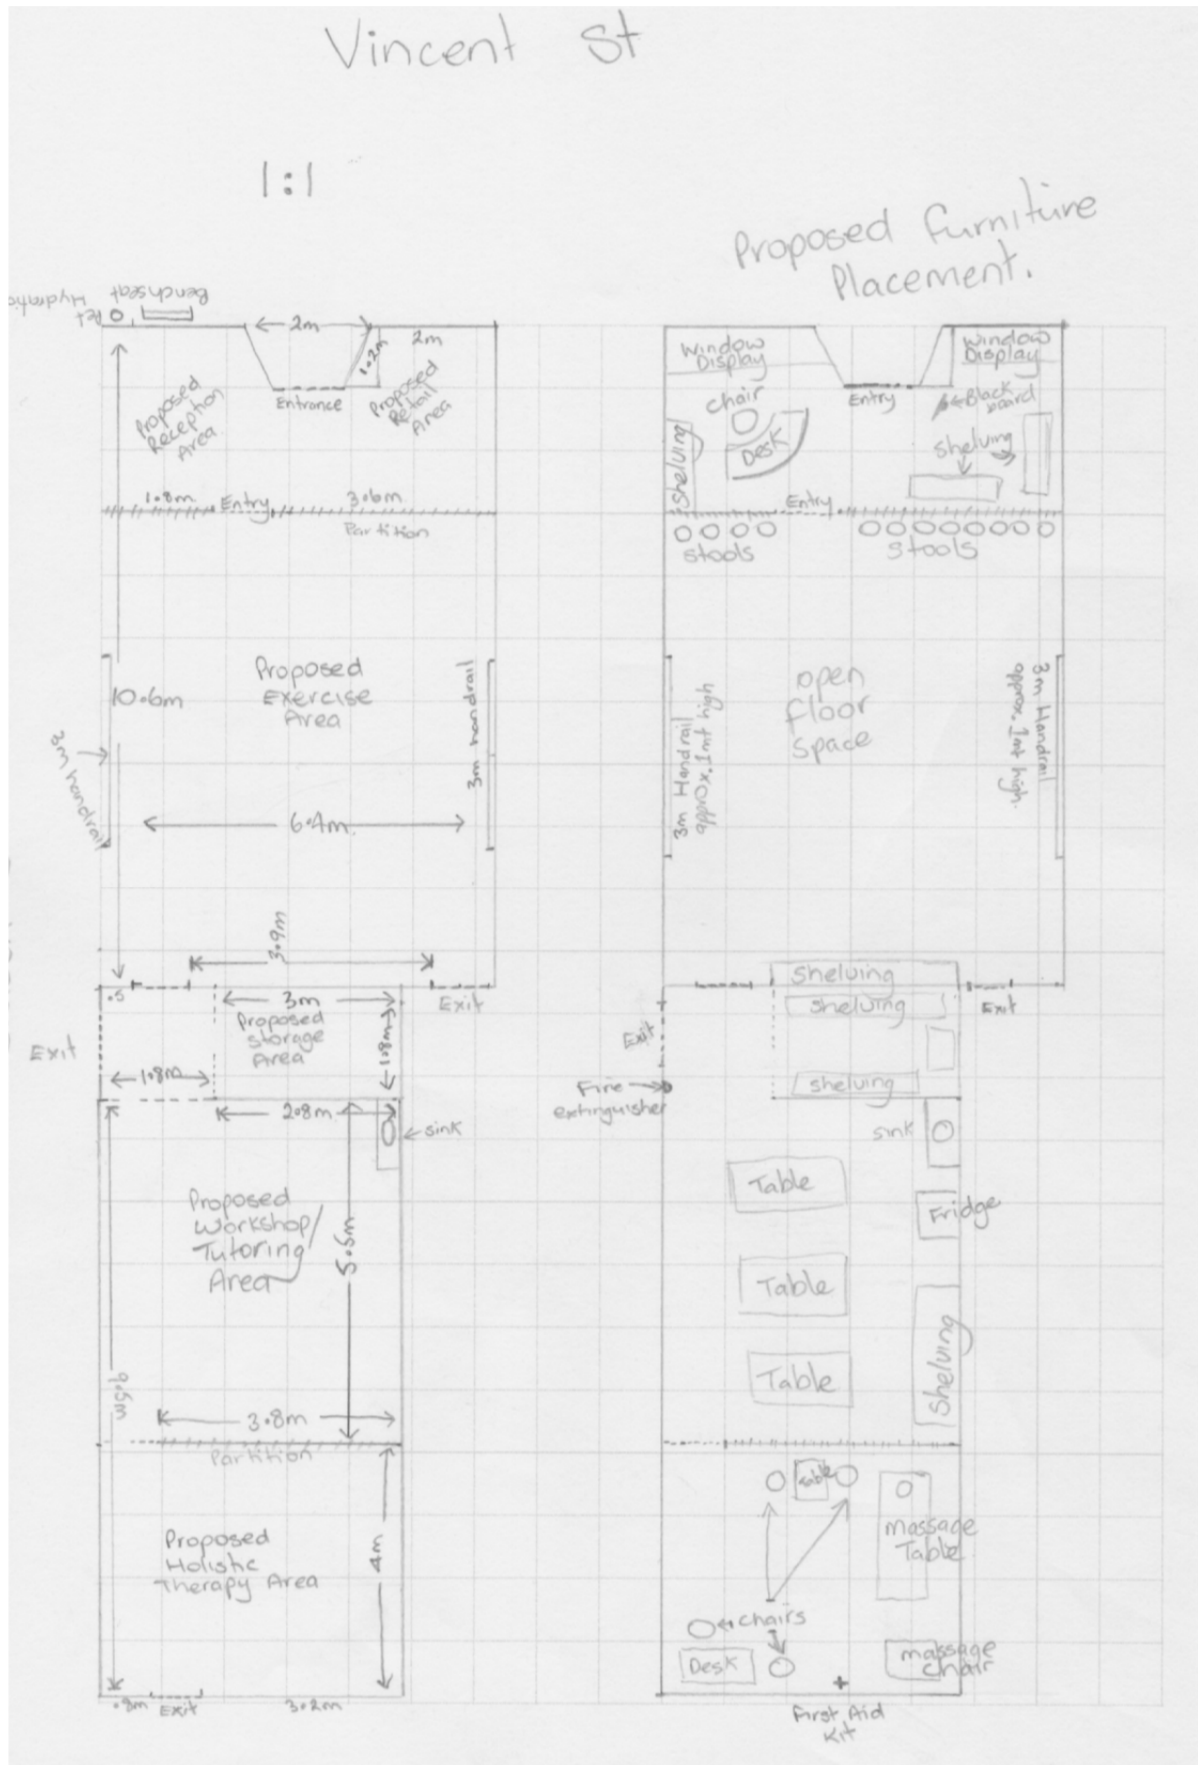 Vincent St
1:1
Proposed Furniture
Placement.
Pet
Benchseat
2m
1.2m
2m
Entrance
Proposed
Reception
Area
Proposed
Retail
Area
1.8m
Entry
3.6m
Partition
10.6m
Proposed
Exercise
Area
3m handrail
3m handrail
6.4m
3.9m
.5
3m
Exit
Proposed
Storage
Area
1.8m
Exit
1.8m
2.8m
sink
Proposed
Workshop/
Tutoring
Area
5.5m
9.5m
3.8m
Partition
Proposed
Holistic
Therapy Area
4m
.8m
Exit
3.2m
Window
Display
Window
Display
chair
Entry
Black
board
Shelving
Desk
Shelving
Entry
stools
stools
open
floor
space
3m Handrail
approx. 1mt high
3m Handrail
approx. 1mt high.
Shelving
shelving
Exit
Exit
Fire
extinguisher
shelving
sink
Table
Fridge
Table
Table
Shelving
Table
massage
Table
chairs
Desk
massage
chair
First Aid
Kit